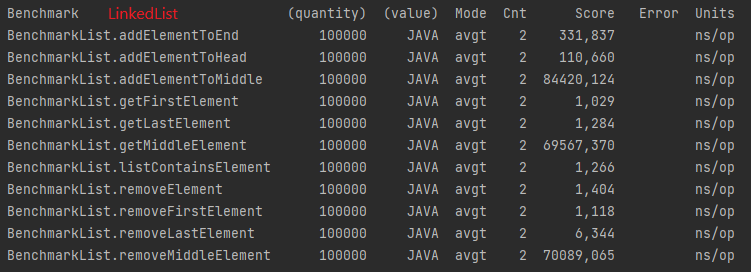 Benchmark LinkedList (quantity) (value) Mode Cnt Score Error Units
BenchmarkList.addElementToEnd 100000 JAVA avgt 2 331,837 ns/op
BenchmarkList.addElementToHead 100000 JAVA avgt 2 110,660 ns/op
BenchmarkList.addElementToMiddle 100000 JAVA avgt 2 84420,124 ns/op
BenchmarkList.getFirstElement 100000 JAVA avgt 2 1,029 ns/op
BenchmarkList.getLastElement 100000 JAVA avgt 2 1,284 ns/op
BenchmarkList.getMiddleElement 100000 JAVA avgt 2 69567,370 ns/op
BenchmarkList.listContainsElement 100000 JAVA avgt 2 1,266 ns/op
BenchmarkList.removeElement 100000 JAVA avgt 2 1,404 ns/op
BenchmarkList.removeFirstElement 100000 JAVA avgt 2 1,118 ns/op
BenchmarkList.removeLastElement 100000 JAVA avgt 2 6,344 ns/op
BenchmarkList.removeMiddleElement 100000 JAVA avgt 2 70089,065 ns/op